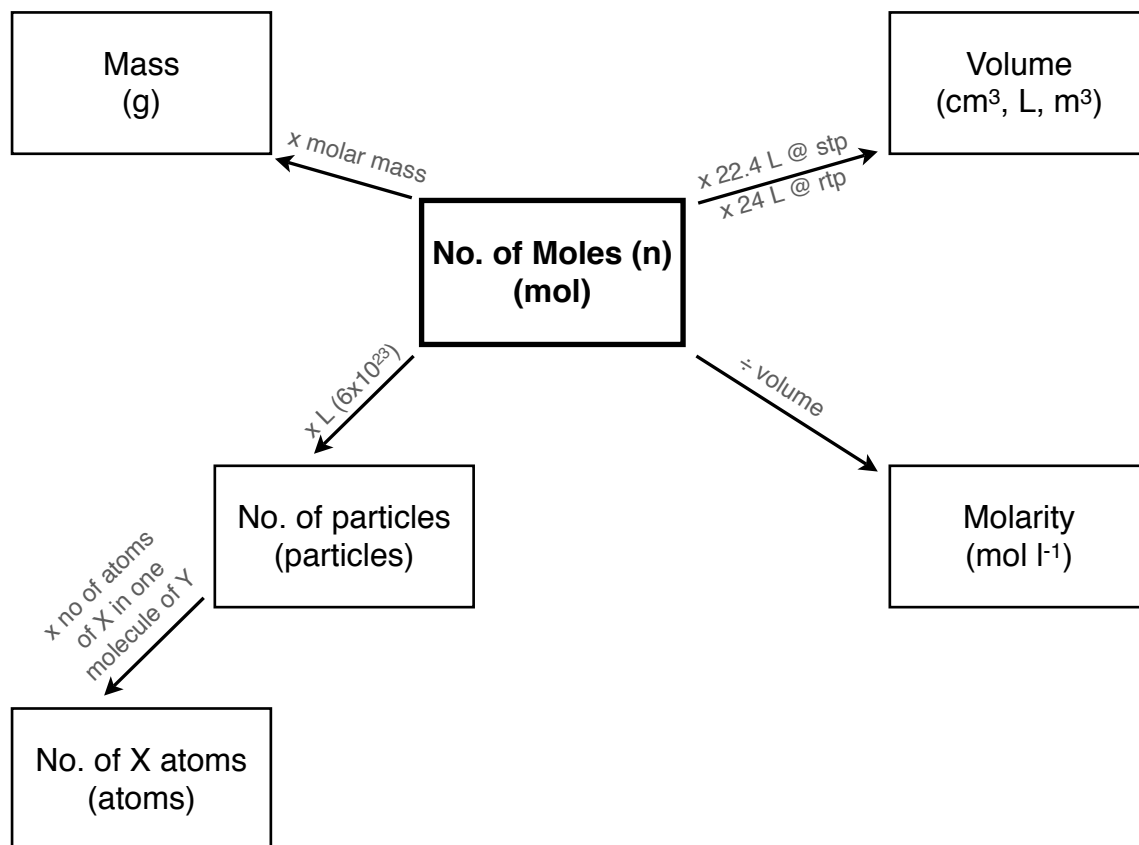 Mass
(g)
Volume
(cm³, L, m³)
x molar mass
x 22.4 L @ stp
x 24 L @ rtp
No. of Moles (n)
(mol)
x L (6x10²³)
÷ volume
No. of particles
(particles)
Molarity
(mol l⁻¹)
x no of atoms
of X in one
molecule of Y
No. of X atoms
(atoms)